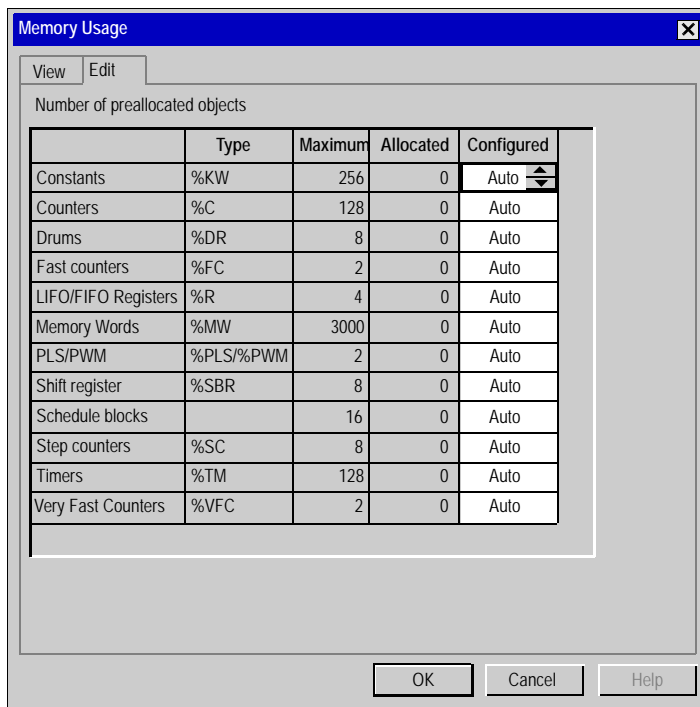 Memory Usage
View Edit
Number of preallocated objects
Type Maximum Allocated Configured
Constants %KW 256 0 Auto
Counters %C 128 0 Auto
Drums %DR 8 0 Auto
Fast counters %FC 2 0 Auto
LIFO/FIFO Registers %R 4 0 Auto
Memory Words %MW 3000 0 Auto
PLS/PWM %PLS/%PWM 2 0 Auto
Shift register %SBR 8 0 Auto
Schedule blocks 16 0 Auto
Step counters %SC 8 0 Auto
Timers %TM 128 0 Auto
Very Fast Counters %VFC 2 0 Auto
OK Cancel Help